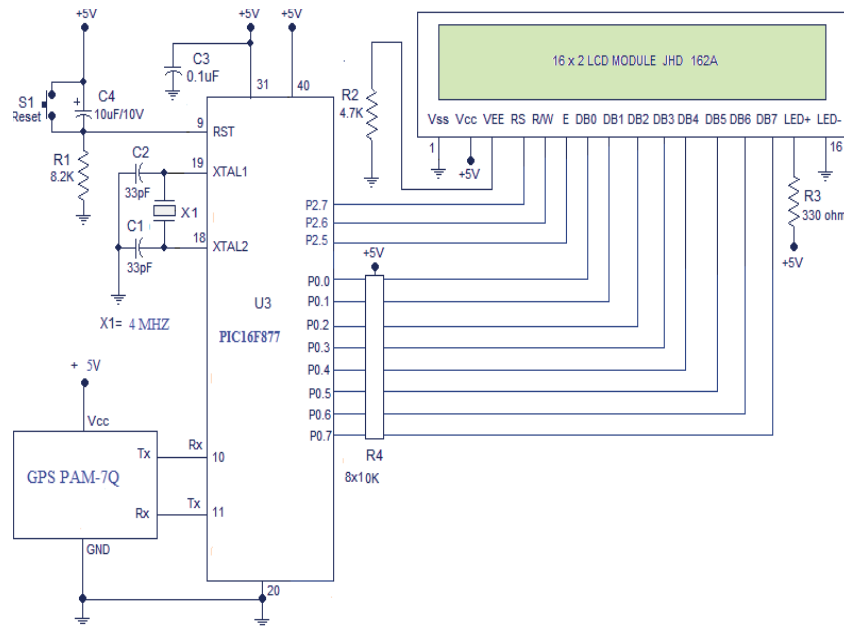 +5V
+5V
+5V
C3
0.1uF
31
40
S1
Reset
+
C4
10uF/10V
9
RST
R1
8.2K
C2
33pF
19
XTAL1
X1
C1
33pF
18
XTAL2
X1= 4 MHZ
U3
PIC16F877
P2.7
P2.6
P2.5
P0.0
P0.1
P0.2
P0.3
P0.4
P0.5
P0.6
P0.7
+5V
R4
8x10K
16 x 2 LCD MODULE JHD 162A
Vss Vcc VEE RS R/W E DB0 DB1 DB2 DB3 DB4 DB5 DB6 DB7 LED+ LED-
1
16
+5V
R2
4.7K
R3
330 ohm
+5V
+ 5V
Vcc
GPS PAM-7Q
Tx
Rx
10
Rx
Tx
11
GND
20